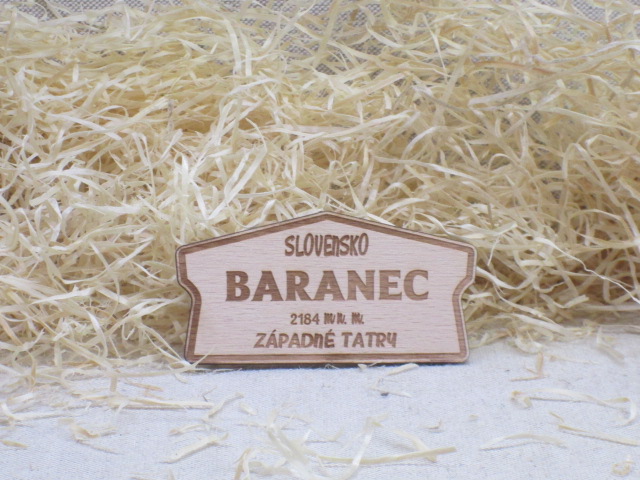 SLOVENSKO
BARANEC
2184 m n. m.
ZÁPADNÉ TATRY